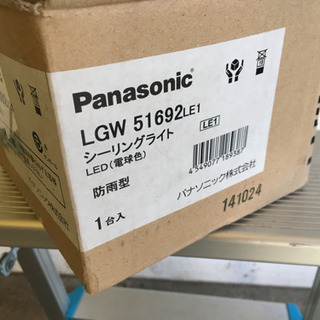 Panasonic
LGW 51692LE1
シーリングライト
LED(電球色)
防雨型
1台入
LE1
4549077189387
パナソニック株式会社
141024